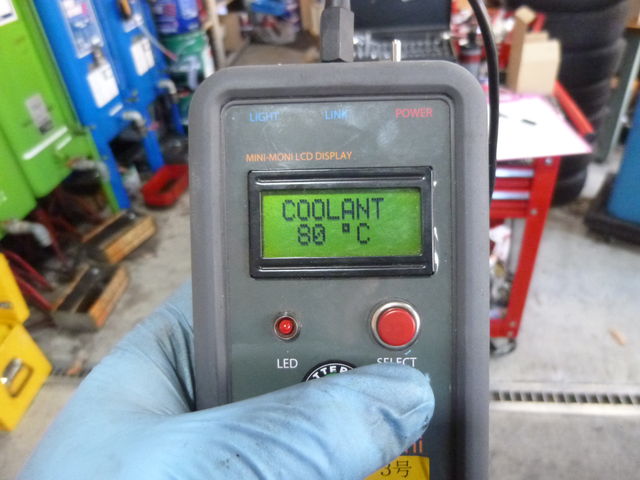 LIGHT LINK POWER
MINI-MONI LCD DISPLAY
COOLANT
80 °C
LED SELECT
3号